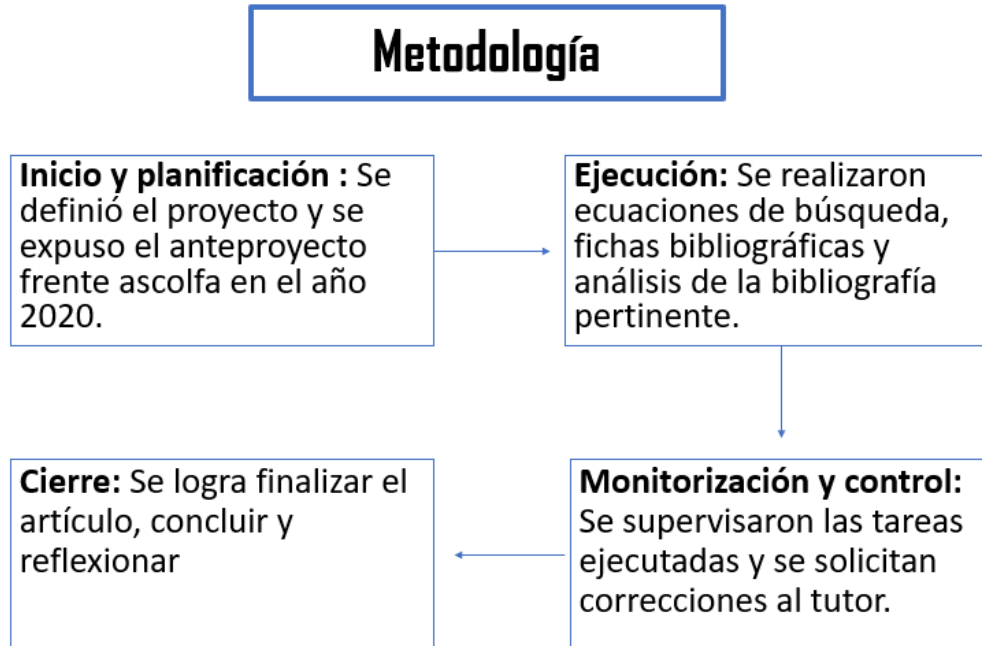 Metodología
Inicio y planificación : Se
definió el proyecto y se
expuso el anteproyecto
frente ascolfa en el año
2020.
Ejecución: Se realizaron
ecuaciones de búsqueda,
fichas bibliográficas y
análisis de la bibliografía
pertinente.
Monitorización y control:
Se supervisaron las tareas
ejecutadas y se solicitan
correcciones al tutor.
Cierre: Se logra finalizar el
artículo, concluir y
reflexionar